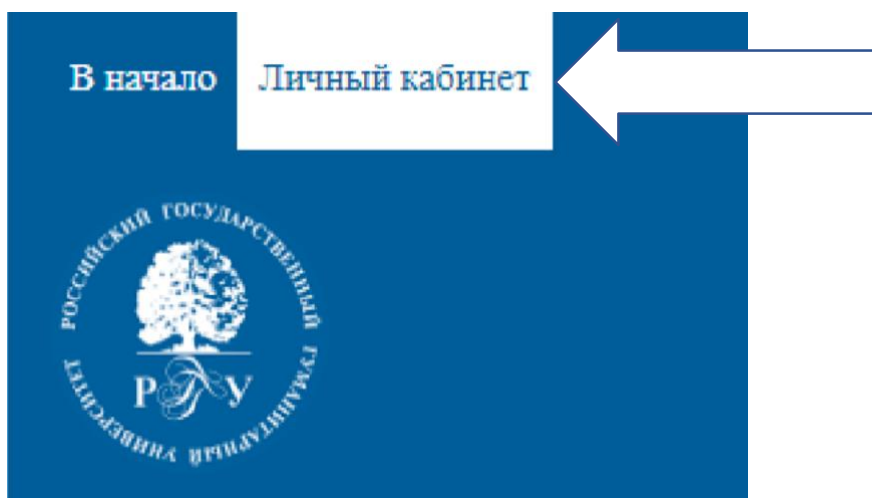 В начало Личный кабинет
РОССИЙСКИЙ ГОСУДАРСТВЕННЫЙ ГУМАНИТАРНЫЙ УНИВЕРСИТЕТ
РГГУ